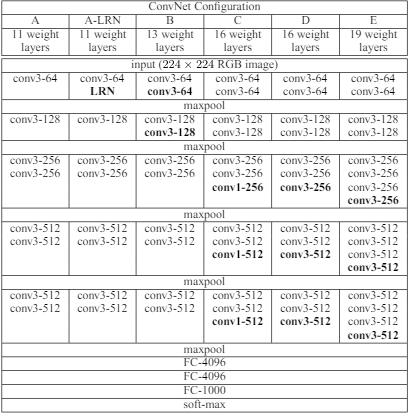 ConvNet Configuration
A A-LRN B C D E
11 weight 11 weight 13 weight 16 weight 16 weight 19 weight
layers layers layers layers layers layers
input (224 × 224 RGB image)
conv3-64 conv3-64 conv3-64 conv3-64 conv3-64 conv3-64
LRN conv3-64 conv3-64 conv3-64 conv3-64
maxpool
conv3-128 conv3-128 conv3-128 conv3-128 conv3-128 conv3-128
conv3-128 conv3-128 conv3-128 conv3-128
maxpool
conv3-256 conv3-256 conv3-256 conv3-256 conv3-256 conv3-256
conv3-256 conv3-256 conv3-256 conv3-256 conv3-256 conv3-256
conv1-256 conv3-256 conv3-256
conv3-256
maxpool
conv3-512 conv3-512 conv3-512 conv3-512 conv3-512 conv3-512
conv3-512 conv3-512 conv3-512 conv3-512 conv3-512 conv3-512
conv1-512 conv3-512 conv3-512
conv3-512
maxpool
conv3-512 conv3-512 conv3-512 conv3-512 conv3-512 conv3-512
conv3-512 conv3-512 conv3-512 conv3-512 conv3-512 conv3-512
conv1-512 conv3-512 conv3-512
conv3-512
maxpool
FC-4096
FC-4096
FC-1000
soft-max